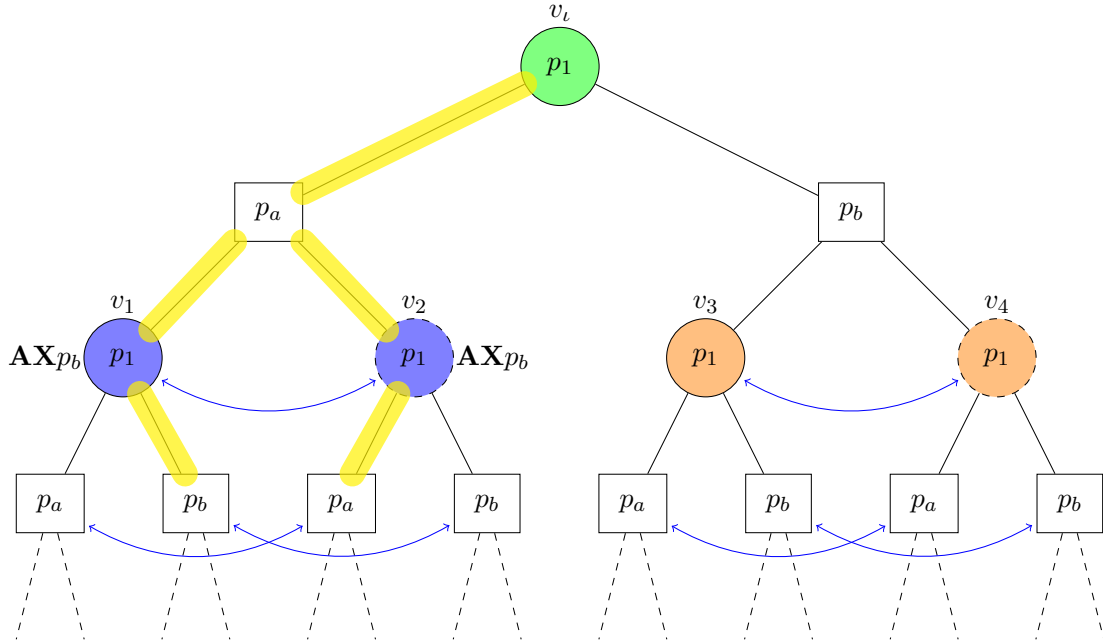 v_ι
p_1
p_a p_b
v_1 v_2 v_3 v_4
AXp_b p_1 p_1 AXp_b p_1 p_1
p_a p_b p_a p_b p_a p_b p_a p_b